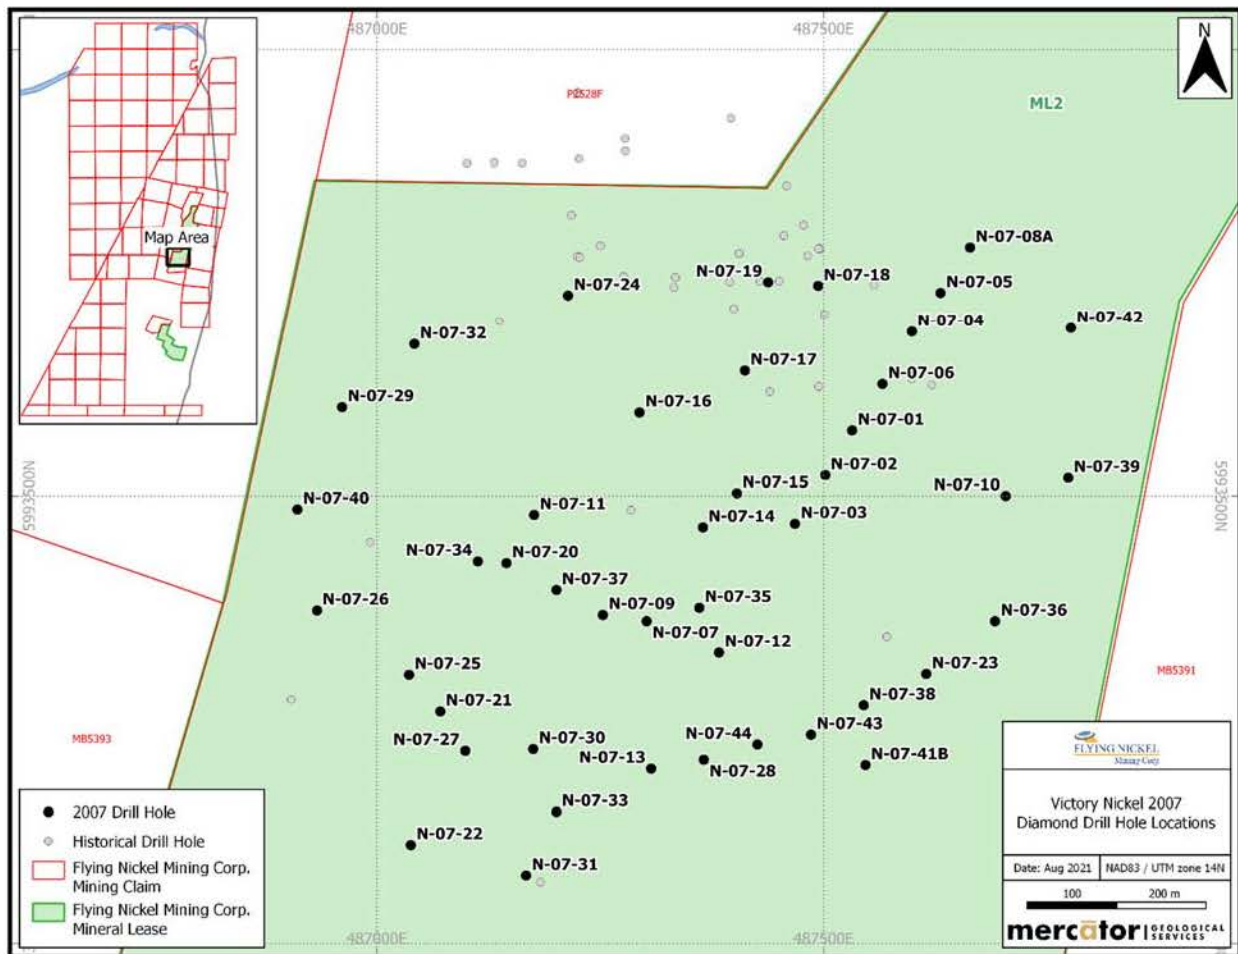 487000E
487500E
N
P2528F
ML2
Map Area
N-07-08A
N-07-19
N-07-18
N-07-24
N-07-05
N-07-04
N-07-42
N-07-32
N-07-17
N-07-06
N-07-29
N-07-16
N-07-01
N-07-02
N-07-39
N-07-15
N-07-10
5993500N
5993500N
N-07-40
N-07-11
N-07-14
N-07-03
N-07-34
N-07-20
N-07-37
N-07-26
N-07-09
N-07-35
N-07-36
N-07-07
N-07-12
N-07-25
N-07-23
MB5391
N-07-21
N-07-38
MB5393
N-07-27
N-07-30
N-07-44
N-07-43
N-07-13
N-07-28
N-07-41B
N-07-33
N-07-22
N-07-31
487000E
487500E
2007 Drill Hole
Historical Drill Hole
Flying Nickel Mining Corp.
Mining Claim
Flying Nickel Mining Corp.
Mineral Lease
FLYING NICKEL
Mining Corp
Victory Nickel 2007
Diamond Drill Hole Locations
Date: Aug 2021
NAD83 / UTM zone 14N
100 200 m
mercator GEOLOGICAL
SERVICES